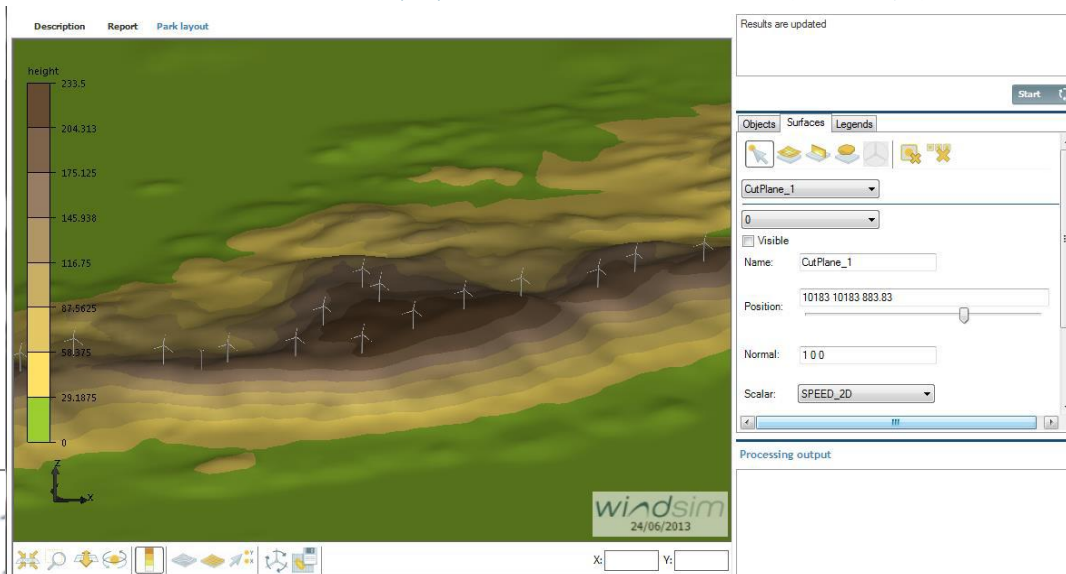 Description Report Park layout
height
233.5
204.313
175.125
145.938
116.75
87.5625
58.375
29.1875
0
Z
X
windsim
24/06/2013
X: Y:
Results are updated
Start
Objects Surfaces Legends
CutPlane_1
0
Visible
Name: CutPlane_1
Position: 10183 10183 883.83
Normal: 1 0 0
Scalar: SPEED_2D
Processing output